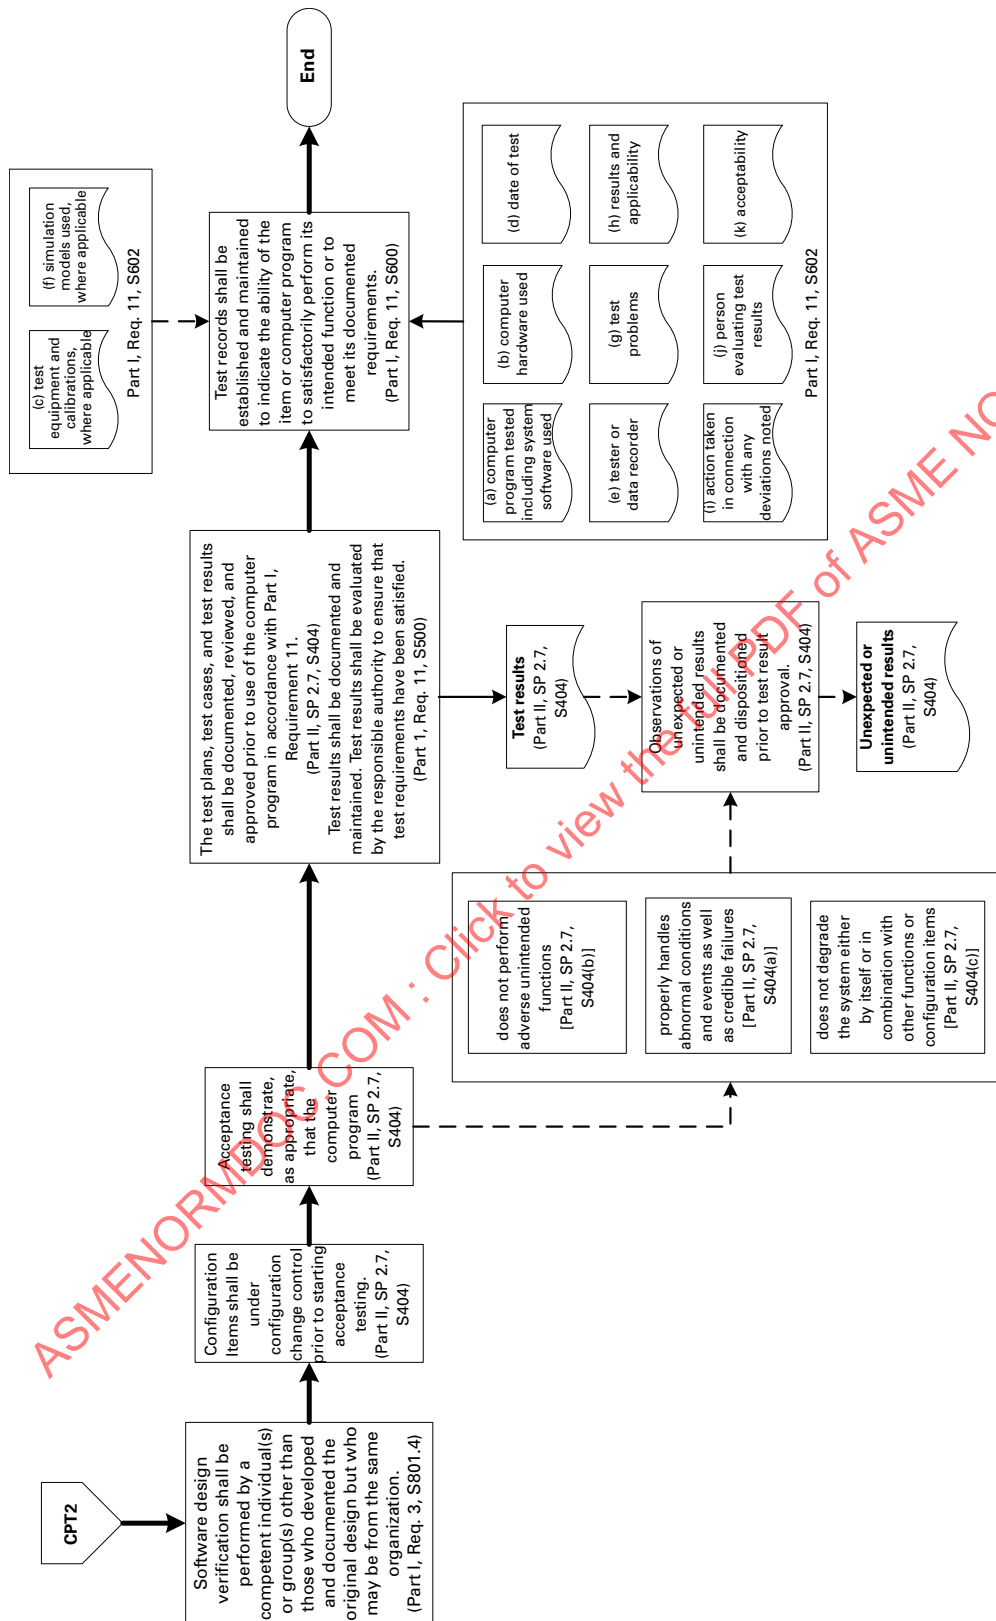 CPT2
Software design
verification shall be
performed by a
competent individual(s)
or group(s) other than
those who developed
and documented the
original design but who
may be from the same
organization.
(Part I, Req. 3, S801.4)
Configuration
Items shall be
under
configuration
change control
prior to starting
acceptance
testing.
(Part II, SP 2.7,
S404)
Acceptance
testing shall
demonstrate,
as appropriate,
that the
computer
program
(Part II, SP 2.7,
S404)
The test plans, test cases, and test results
shall be documented, reviewed, and
approved prior to use of the computer
program in accordance with Part I,
Requirement 11.
(Part II, SP 2.7, S404)
Test results shall be documented and
maintained. Test results shall be evaluated
by the responsible authority to ensure that
test requirements have been satisfied.
(Part 1, Req. 11, S500)
Test records shall be
established and maintained
to indicate the ability of the
item or computer program
to satisfactorily perform its
intended function or to
meet its documented
requirements.
(Part I, Req. 11, S600)
End
(c) test
equipment and
calibrations,
where applicable
(f) simulation
models used,
where applicable
Part I, Req. 11, S602
does not perform
adverse unintended
functions
[Part II, SP 2.7,
S404(b)]
properly handles
abnormal conditions
and events as well
as credible failures
[Part II, SP 2.7,
S404(a)]
does not degrade
the system either
by itself or in
combination with
other functions or
configuration items
[Part II, SP 2.7,
S404(c)]
Test results
(Part II, SP 2.7,
S404)
Observations of
unexpected or
unintended results
shall be documented
and dispositioned
prior to test result
approval.
(Part II, SP 2.7, S404)
Unexpected or
unintended results
(Part II, SP 2.7,
S404)
(a) computer
program tested
including system
software used
(b) computer
hardware used
(d) date of test
(e) tester or
data recorder
(g) test
problems
(h) results and
applicability
(i) action taken
in connection
with any
deviations noted
(j) person
evaluating test
results
(k) acceptability
Part I, Req. 11, S602
ASMENORMDOC.COM : Click to view the full PDF of ASME NO